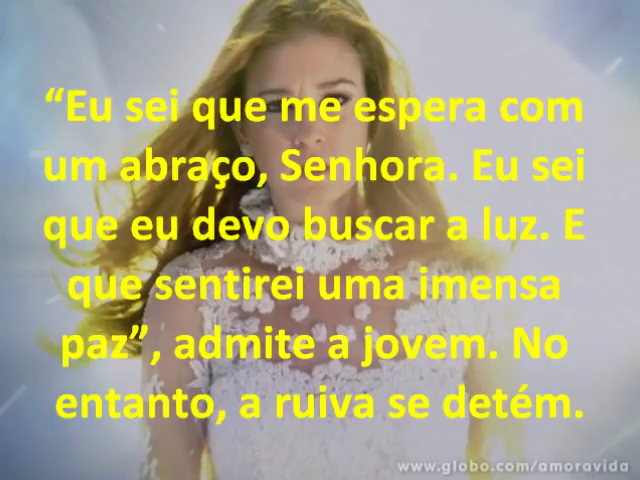 “Eu sei que me espera com
um abraço, Senhora. Eu sei
que eu devo buscar a luz. E
que sentirei uma imensa
paz”, admite a jovem. No
entanto, a ruiva se detém.
www.globo.com/amoravida